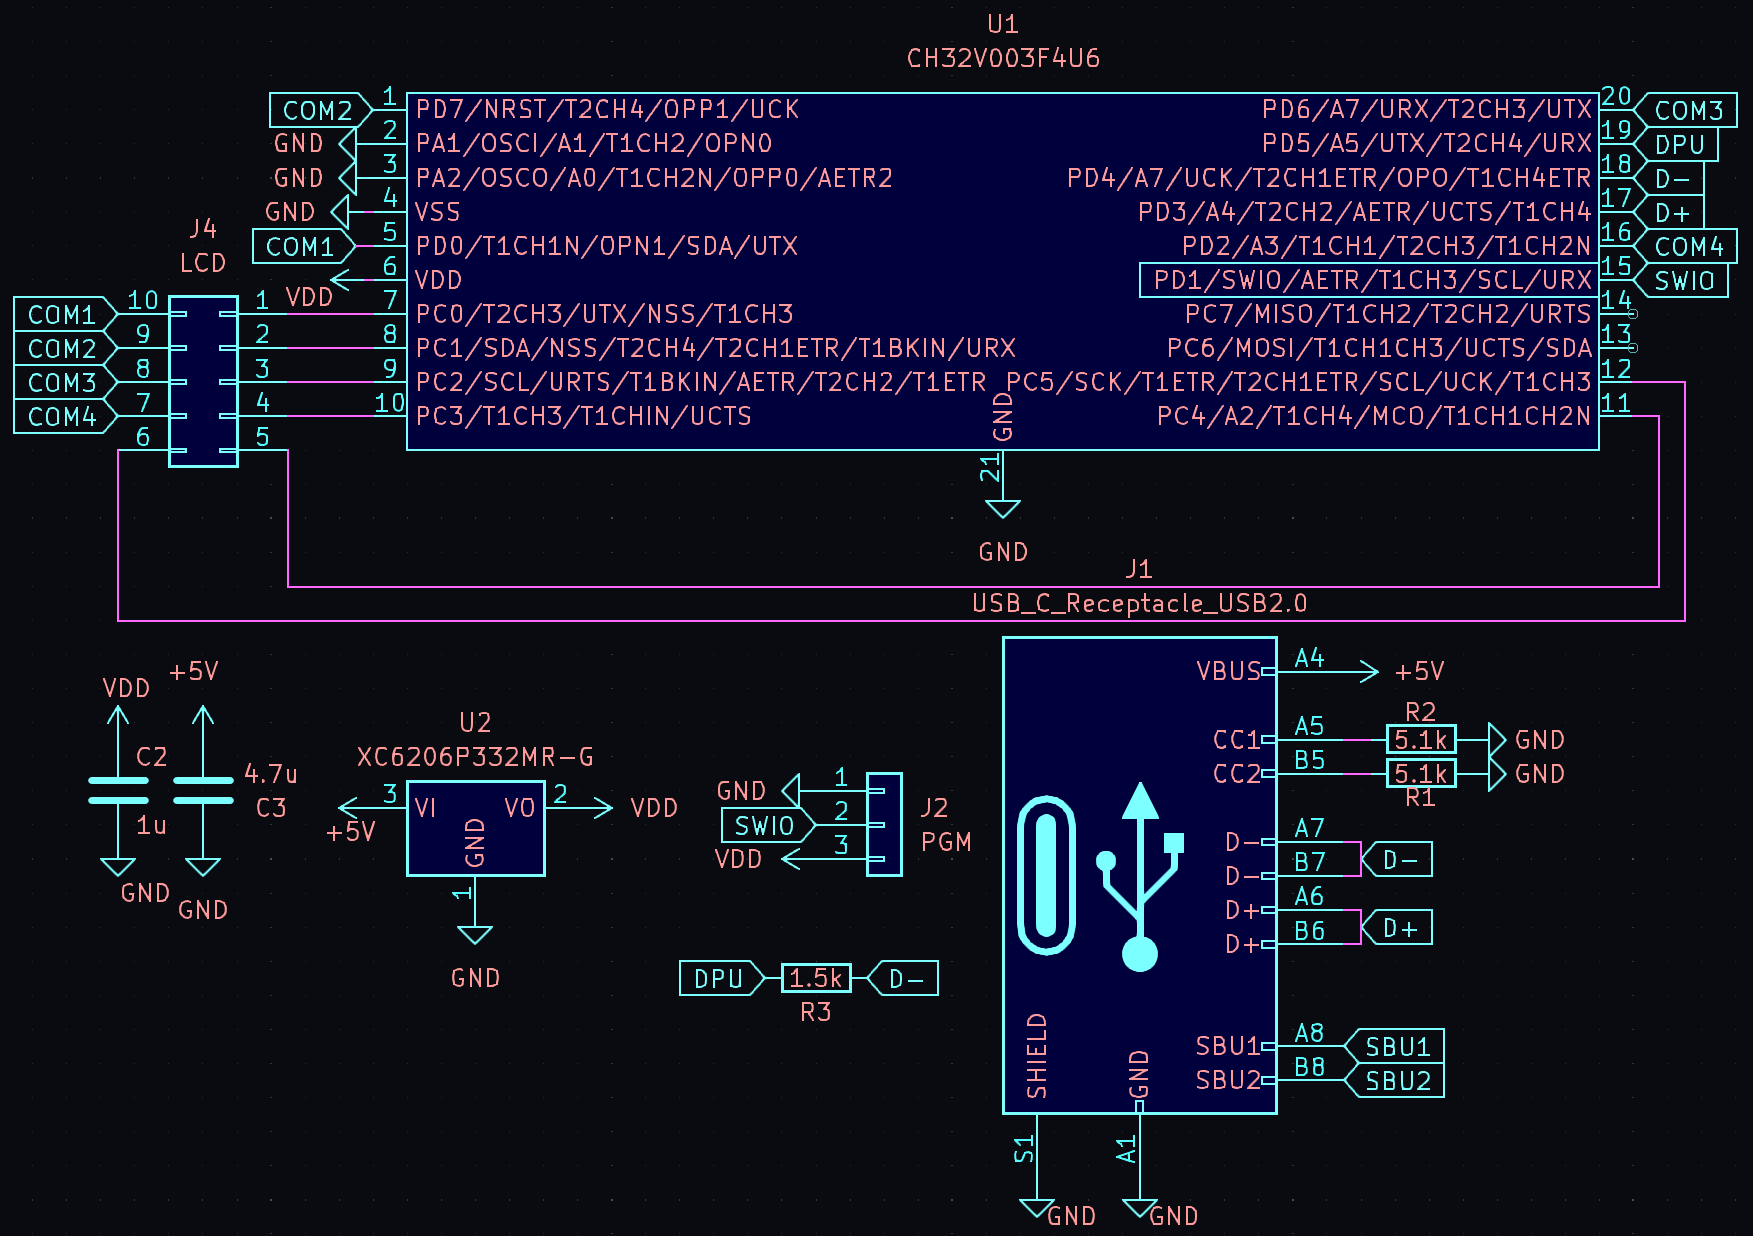 U1
CH32V003F4U6
COM2
1
PD7/NRST/T2CH4/OPP1/UCK
PD6/A7/URX/T2CH3/UTX
20
COM3
GND
2
PA1/OSCI/A1/T1CH2/OPN0
PD5/A5/UTX/T2CH4/URX
19
DPU
GND
3
PA2/OSCO/A0/T1CH2N/OPP0/AETR2
PD4/A7/UCK/T2CH1ETR/OPO/T1CH4ETR
18
D-
GND
4
VSS
PD3/A4/T2CH2/AETR/UCTS/T1CH4
17
D+
COM1
5
PD0/T1CH1N/OPN1/SDA/UTX
PD2/A3/T1CH1/T2CH3/T1CH2N
16
COM4
VDD
6
VDD
PD1/SWIO/AETR/T1CH3/SCL/URX
15
SWIO
7
PC0/T2CH3/UTX/NSS/T1CH3
PC7/MISO/T1CH2/T2CH2/URTS
14
8
PC1/SDA/NSS/T2CH4/T2CH1ETR/T1BKIN/URX
PC6/MOSI/T1CH1CH3/UCTS/SDA
13
9
PC2/SCL/URTS/T1BKIN/AETR/T2CH2/T1ETR
PC5/SCK/T1ETR/T2CH1ETR/SCL/UCK/T1CH3
12
10
PC3/T1CH3/T1CHIN/UCTS
PC4/A2/T1CH4/MCO/T1CH1CH2N
11
GND
21
GND
J4
LCD
COM1
10
1
COM2
9
2
COM3
8
3
COM4
7
4
6
5
J1
USB_C_Receptacle_USB2.0
VBUS
A4
+5V
CC1
A5
R2
5.1k
GND
CC2
B5
5.1k
R1
GND
D-
A7
D-
B7
D-
D+
A6
D+
B6
D+
SBU1
A8
SBU1
SBU2
B8
SBU2
SHIELD
S1
GND
GND
A1
GND
VDD
C2
1u
GND
+5V
4.7u
C3
GND
U2
XC6206P332MR-G
+5V
3
VI
VO
2
VDD
GND
1
GND
J2
PGM
GND
1
SWIO
2
VDD
3
DPU
1.5k
D-
R3